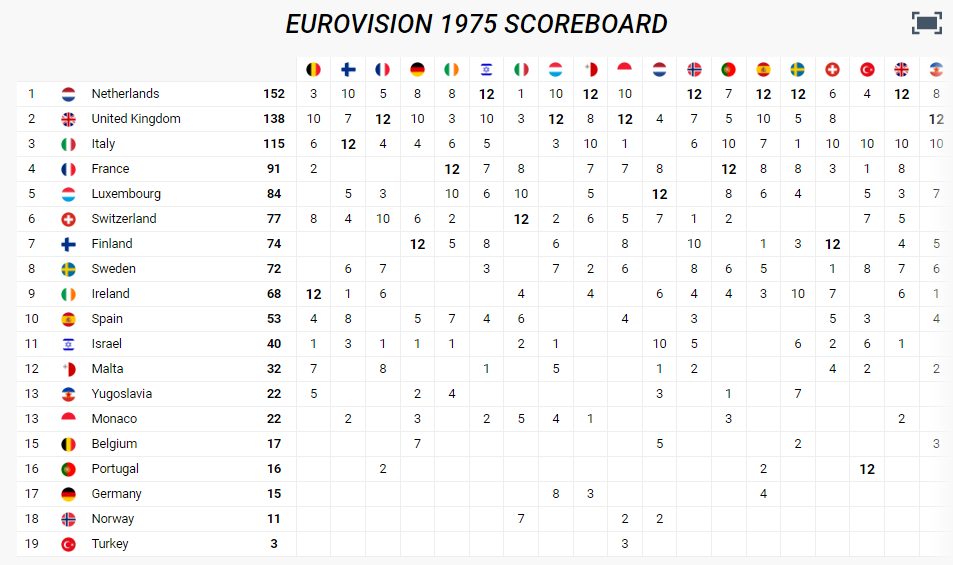 EUROVISION 1975 SCOREBOARD
1 Netherlands 152 3 10 5 8 8 12 1 10 12 10 12 7 12 12 6 4 12 8
2 United Kingdom 138 10 7 12 10 3 10 3 12 8 12 4 7 5 10 5 8 12
3 Italy 115 6 12 4 4 6 5 3 10 1 6 10 7 1 10 10 10 10
4 France 91 2 12 7 8 7 7 8 12 8 8 3 1 8
5 Luxembourg 84 5 3 10 6 10 5 12 8 6 4 5 3 7
6 Switzerland 77 8 4 10 6 2 12 2 6 5 7 1 2 7 5
7 Finland 74 12 5 8 6 8 10 1 3 12 4 5
8 Sweden 72 6 7 3 7 2 6 8 6 5 1 8 7 6
9 Ireland 68 12 1 6 4 4 6 4 4 3 10 7 6 1
10 Spain 53 4 8 5 7 4 6 4 3 5 3 4
11 Israel 40 1 3 1 1 1 2 1 10 5 6 2 6 1
12 Malta 32 7 8 1 5 1 2 4 2 2
13 Yugoslavia 22 5 2 4 3 1 7
13 Monaco 22 2 3 2 5 4 1 3 2
15 Belgium 17 7 5 2 3
16 Portugal 16 2 2 12
17 Germany 15 8 3 4
18 Norway 11 7 2 2
19 Turkey 3 3